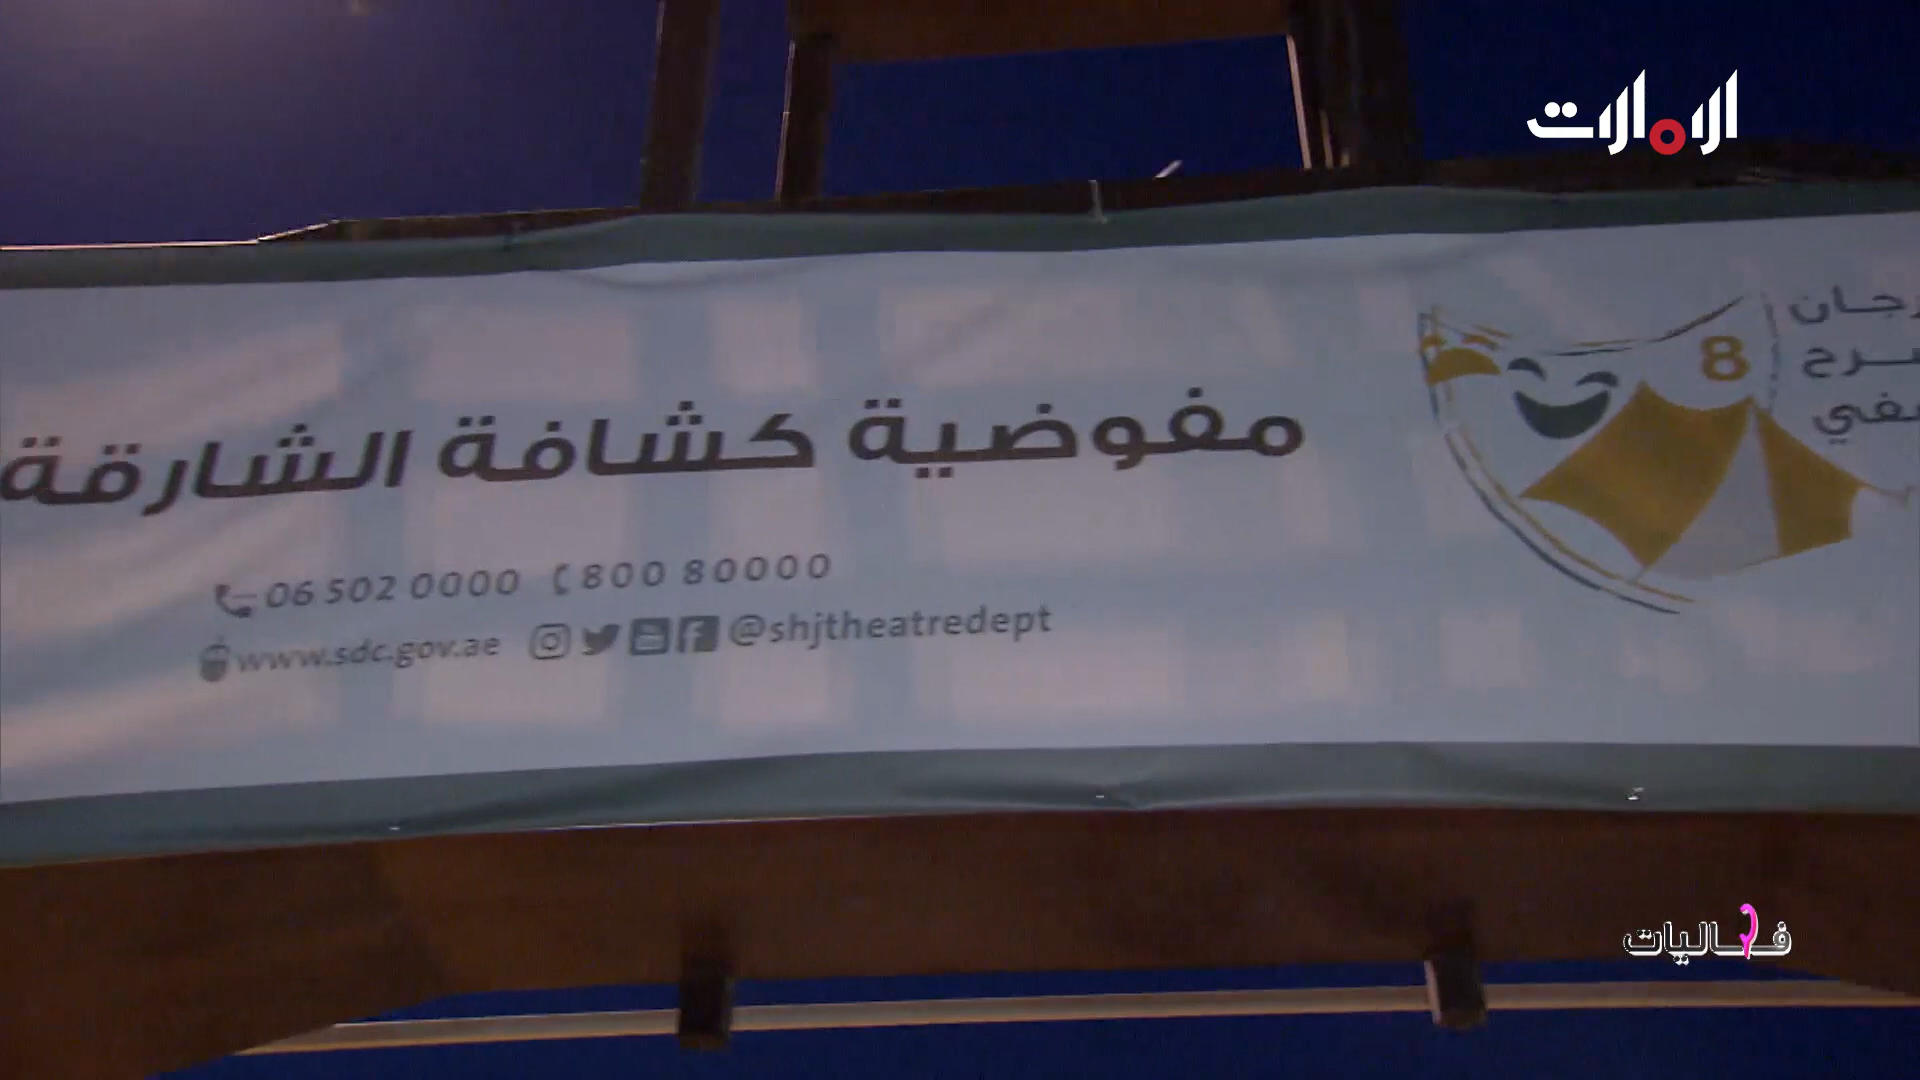 الامارات
8
مفوضية كشافة الشارقة
06 502 0000 800 80000
www.sdc.gov.ae @shjtheatredept
فعاليات